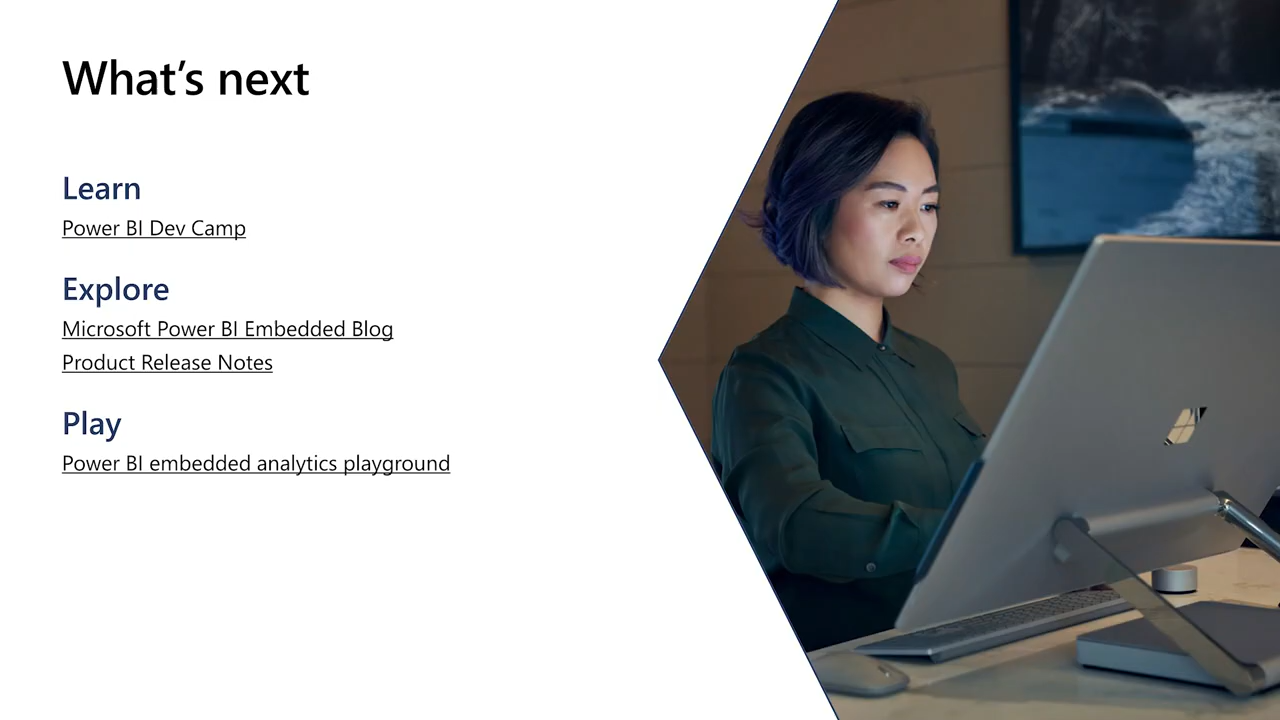 What’s next
Learn
Power BI Dev Camp
Explore
Microsoft Power BI Embedded Blog
Product Release Notes
Play
Power BI embedded analytics playground